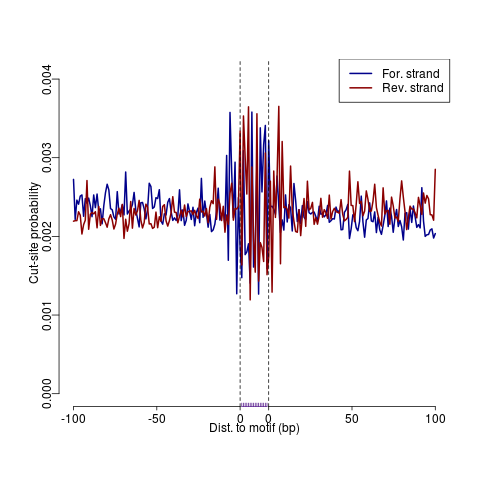 For. strand
Rev. strand
Cut-site probability
0.004
0.003
0.002
0.001
0.000
-100 -50 0 0 50 100
Dist. to motif (bp)